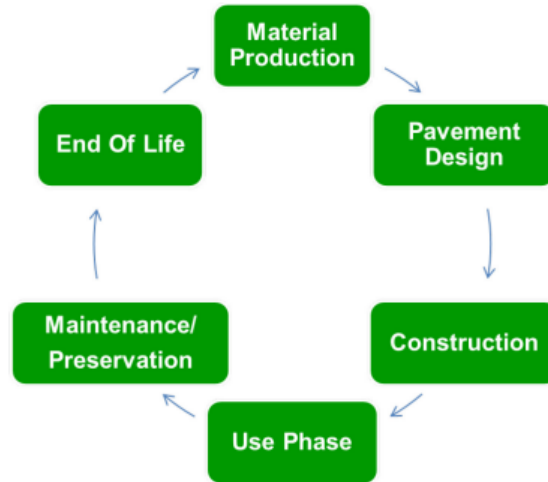 Material
Production
Pavement
Design
Construction
Use Phase
Maintenance/
Preservation
End Of Life